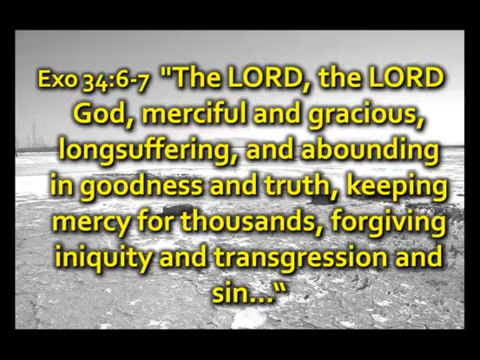 Exo 34:6-7 "The LORD, the LORD
God, merciful and gracious,
longsuffering, and abounding
in goodness and truth, keeping
mercy for thousands, forgiving
iniquity and transgression and
sin...“